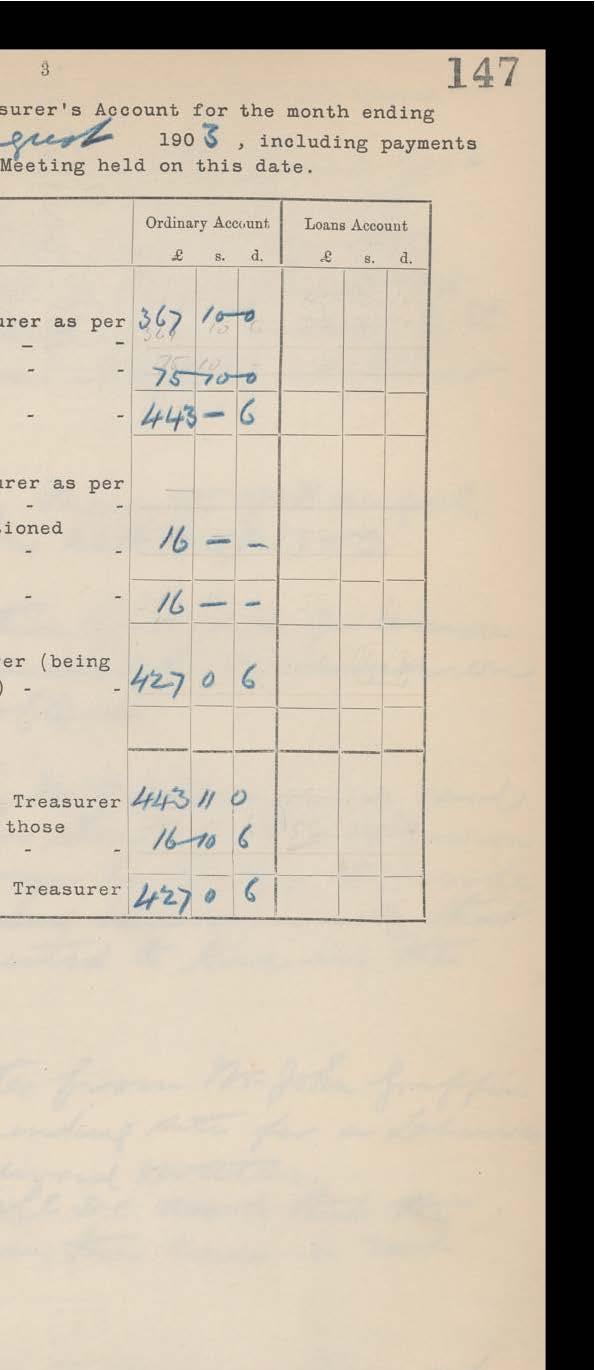 3
147
surer's Account for the month ending
gust 1903, including payments
Meeting held on this date.
Ordinary Account Loans Account
£ s. d. £ s. d.
urer as per 367 10 0
- -
- - 75 10 0
- - 443 - 6
urer as per
- -
ioned
- - 16 - -
- - 16 - -
er (being
) - - 427 0 6
Treasurer 443 11 0
those
- - 16 10 6
Treasurer 427 0 6